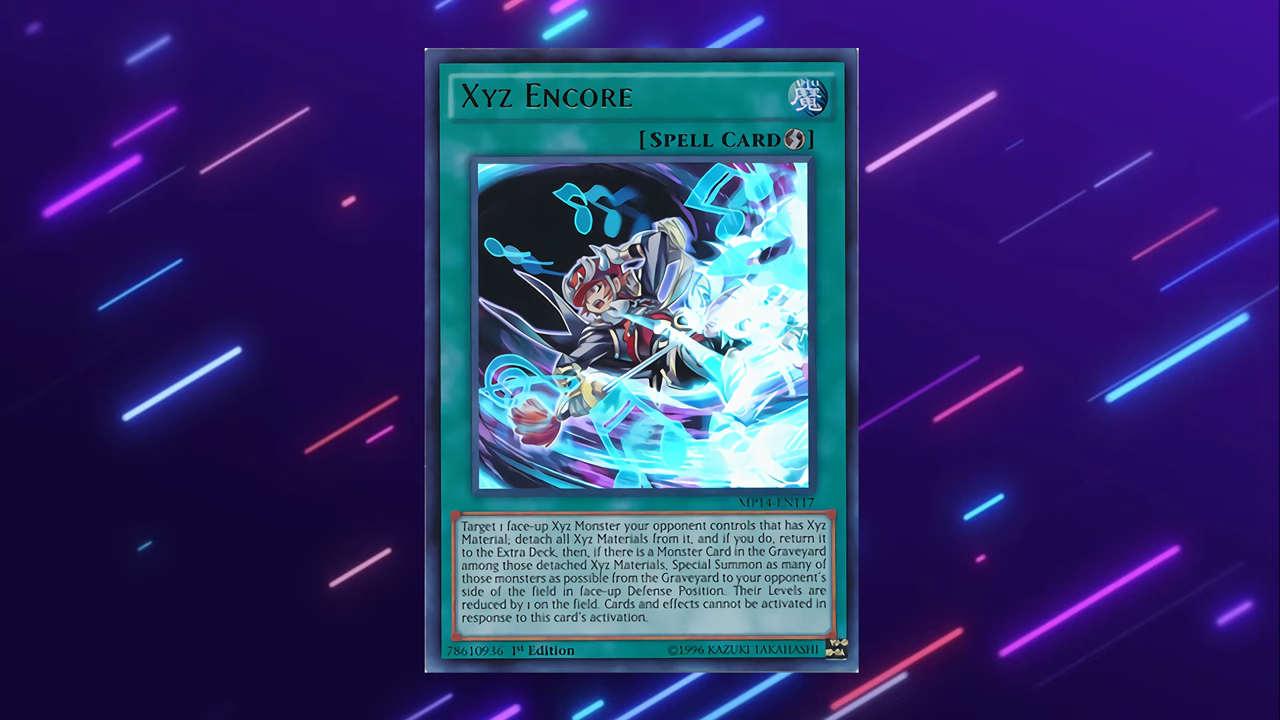 Xyz Encore
魔
[Spell Card]
MP14-EN117
Target 1 face-up Xyz Monster your opponent controls that has Xyz
Material; detach all Xyz Materials from it, and if you do, return it
to the Extra Deck, then, if there is a Monster Card in the Graveyard
among those detached Xyz Materials, Special Summon as many of
those monsters as possible from the Graveyard to your opponent's
side of the field in face-up Defense Position. Their Levels are
reduced by 1 on the field. Cards and effects cannot be activated in
response to this card's activation.
78610936 1st Edition ©1996 KAZUKI TAKAHASHI